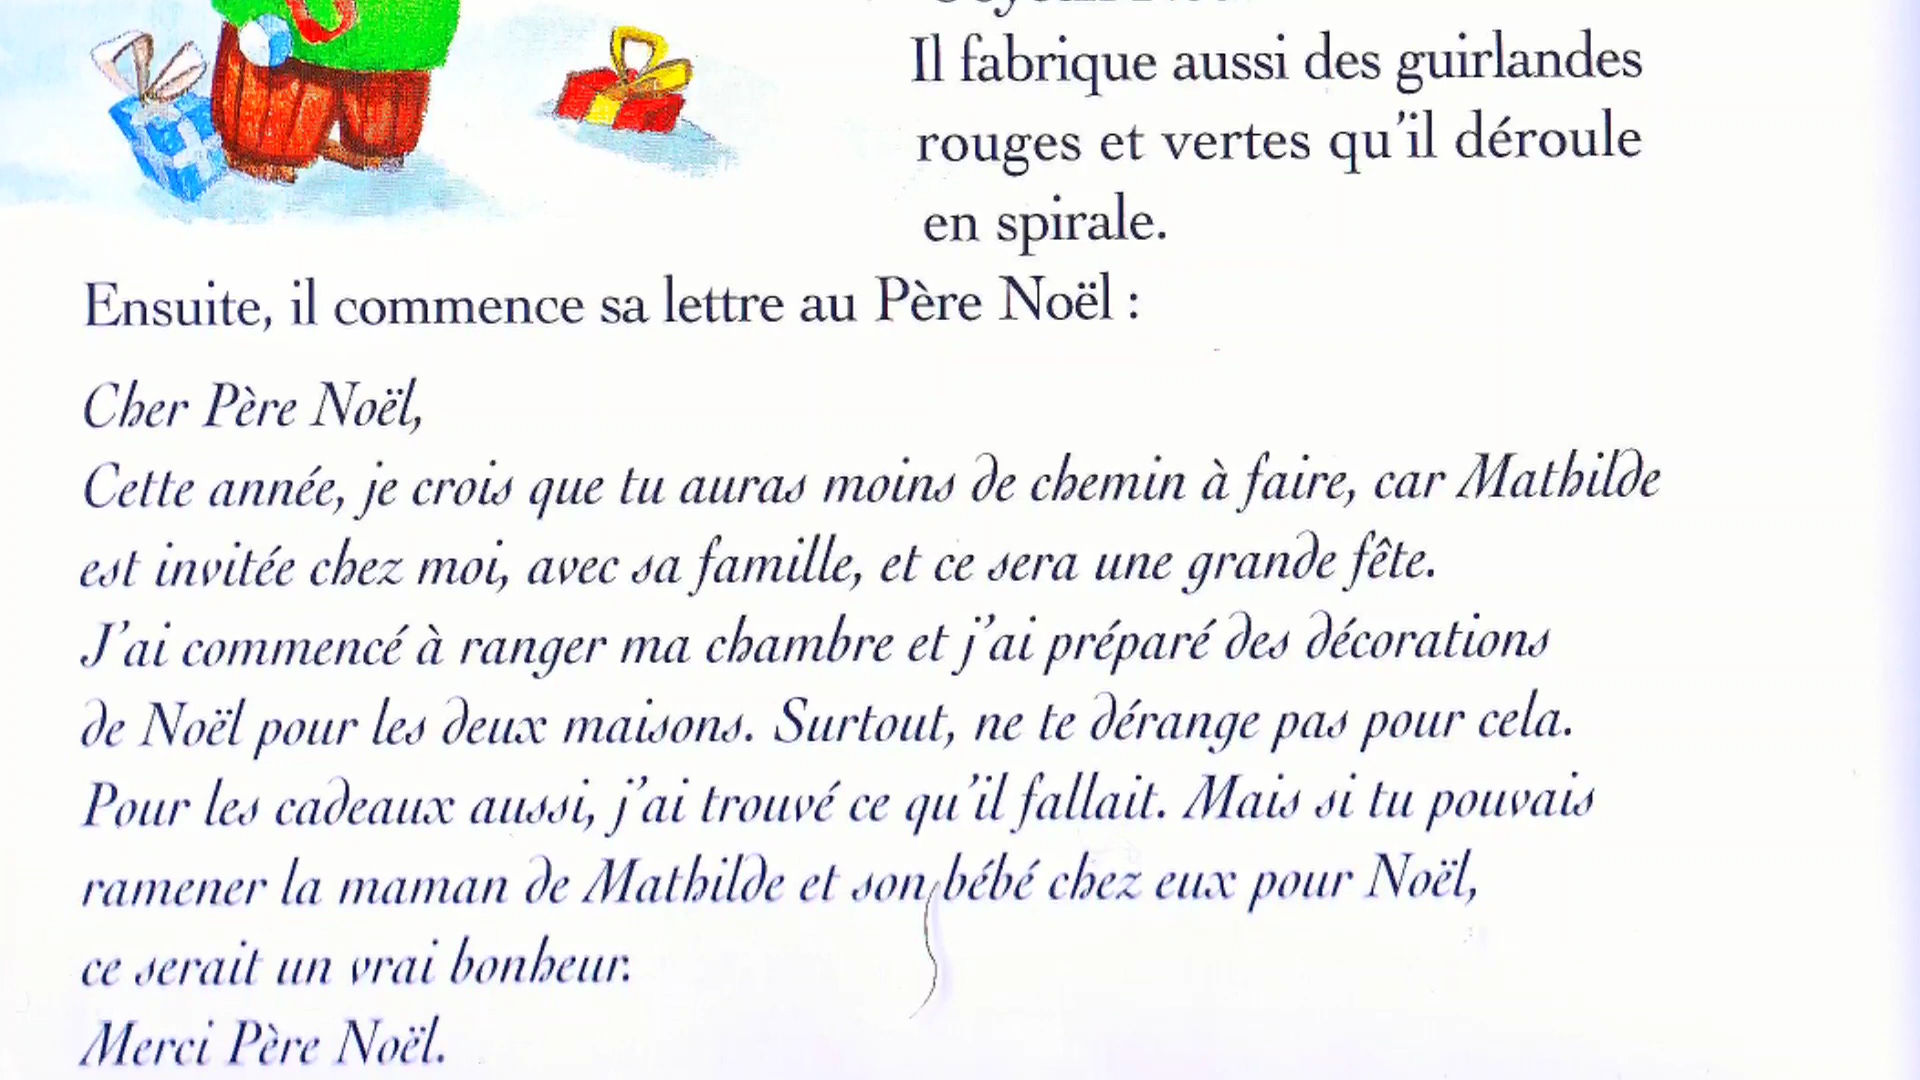 Il fabrique aussi des guirlandes
rouges et vertes qu'il déroule
en spirale.
Ensuite, il commence sa lettre au Père Noël :
Cher Père Noël,
Cette année, je crois que tu auras moins de chemin à faire, car Mathilde
est invitée chez moi, avec sa famille, et ce sera une grande fête.
J'ai commencé à ranger ma chambre et j'ai préparé des décorations
de Noël pour les deux maisons. Surtout, ne te dérange pas pour cela.
Pour les cadeaux aussi, j'ai trouvé ce qu'il fallait. Mais si tu pouvais
ramener la maman de Mathilde et son bébé chez eux pour Noël,
ce serait un vrai bonheur.
Merci Père Noël.